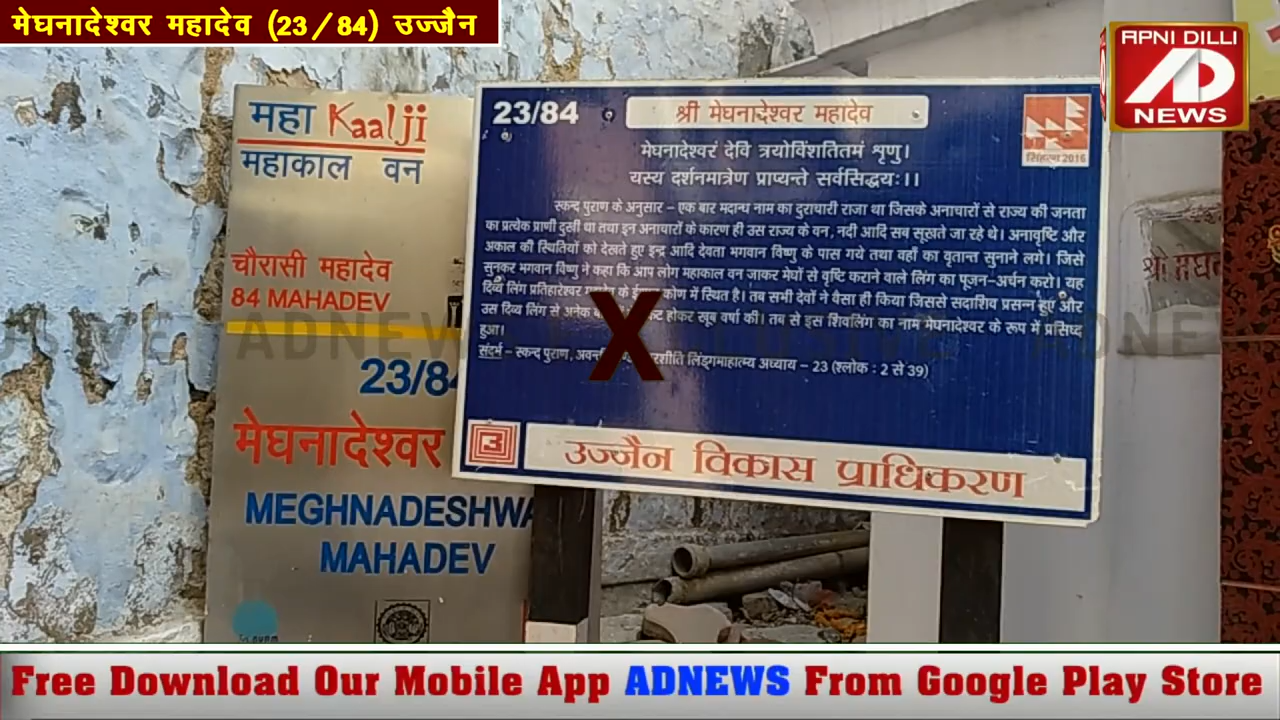 मेघनादेश्वर महादेव (23/84) उज्जैन
APNI DILLI
AD
NEWS
महा Kaalji
महाकाल वन
चौरासी महादेव
84 MAHADEV
23/84
मेघनादेश्वर
MEGHNADESHWA
MAHADEV
23/84
श्री मेघनादेश्वर महादेव
सिंहस्थ 2016
मेघनादेश्वरं देवि त्रयोविंशतितमं श्रृणु।
यस्य दर्शनमात्रेण प्राप्यन्ते सर्वसिद्धयः।।
स्कन्द पुराण के अनुसार – एक बार मदान्ध नाम का दुराचारी राजा था जिसके अनाचारों से राज्य की जनता
का प्रत्येक प्राणी दुखी था तथा इन अनाचारों के कारण ही उस राज्य के वन, नदी आदि सब सूखते जा रहे थे। अनावृष्टि और
अकाल की स्थितियों को देखते हुए इन्द्र आदि देवता भगवान विष्णु के पास गये तथा वहाँ का वृतान्त सुनाने लगे। जिसे
सुनकर भगवान विष्णु ने कहा कि आप लोग महाकाल वन जाकर मेघों से वृष्टि कराने वाले लिंग का पूजन–अर्चन करो। यह
दिव्य लिंग प्रतिहारेश्वर के कोण में स्थित है। तब सभी देवों ने वैसा ही किया जिससे सदाशिव प्रसन्न हुए और
उस दिव्य लिंग से अनेक होकर खूब वर्षा की। तब से इस शिवलिंग का नाम मेघनादेश्वर के रूप में प्रसिध्द
हुआ।
संदर्भ – स्कन्द पुराण, लिंड्गमाहात्म्य अध्याय – 23 (श्लोक : 2 से 39)
उज्जैन विकास प्राधिकरण
श्री मेघ
X
ADNEWS
Free Download Our Mobile App ADNEWS From Google Play Store